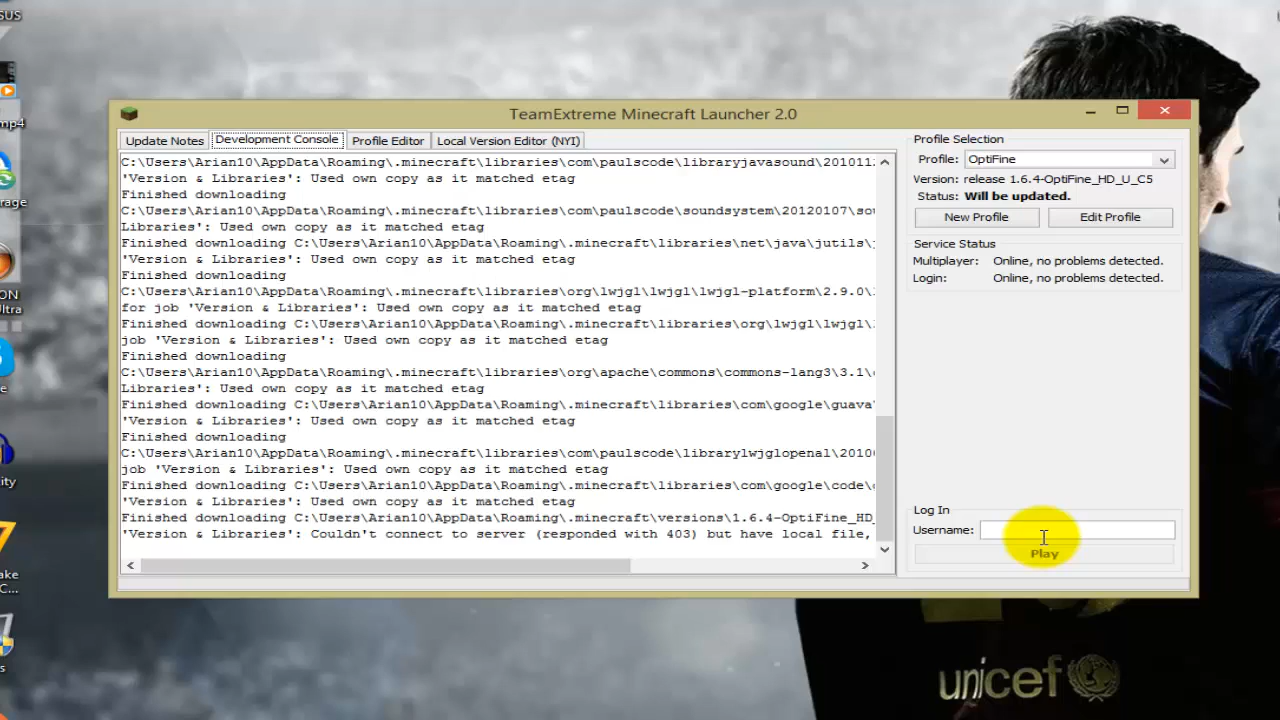 SUS
mp4
rage
ON
ltra
e
ity
ake
C...
s
TeamExtreme Minecraft Launcher 2.0
Update Notes
Development Console
Profile Editor
Local Version Editor (NYI)
C:\Users\Arian10\AppData\Roaming\.minecraft\libraries\com\paulscode\libraryjavasound\201011
'Version & Libraries': Used own copy as it matched etag
Finished downloading
C:\Users\Arian10\AppData\Roaming\.minecraft\libraries\com\paulscode\soundsystem\20120107\sou
Libraries': Used own copy as it matched etag
Finished downloading C:\Users\Arian10\AppData\Roaming\.minecraft\libraries\net\java\jutils\
'Version & Libraries': Used own copy as it matched etag
Finished downloading
C:\Users\Arian10\AppData\Roaming\.minecraft\libraries\org\lwjgl\lwjgl\lwjgl-platform\2.9.0\
for job 'Version & Libraries': Used own copy as it matched etag
Finished downloading C:\Users\Arian10\AppData\Roaming\.minecraft\libraries\org\lwjgl\lwjgl\
job 'Version & Libraries': Used own copy as it matched etag
Finished downloading
C:\Users\Arian10\AppData\Roaming\.minecraft\libraries\org\apache\commons\commons-lang3\3.1\
Libraries': Used own copy as it matched etag
Finished downloading C:\Users\Arian10\AppData\Roaming\.minecraft\libraries\com\google\guava
'Version & Libraries': Used own copy as it matched etag
Finished downloading
C:\Users\Arian10\AppData\Roaming\.minecraft\libraries\com\paulscode\librarylwjglopenal\2010
job 'Version & Libraries': Used own copy as it matched etag
Finished downloading C:\Users\Arian10\AppData\Roaming\.minecraft\libraries\com\google\code\
'Version & Libraries': Used own copy as it matched etag
Finished downloading C:\Users\Arian10\AppData\Roaming\.minecraft\versions\1.6.4-OptiFine_HD_
'Version & Libraries': Couldn't connect to server (responded with 403) but have local file,
Profile Selection
Profile: OptiFine
Version: release 1.6.4-OptiFine_HD_U_C5
Status: Will be updated.
New Profile
Edit Profile
Service Status
Multiplayer: Online, no problems detected.
Login: Online, no problems detected.
Log In
Username:
Play
unicef